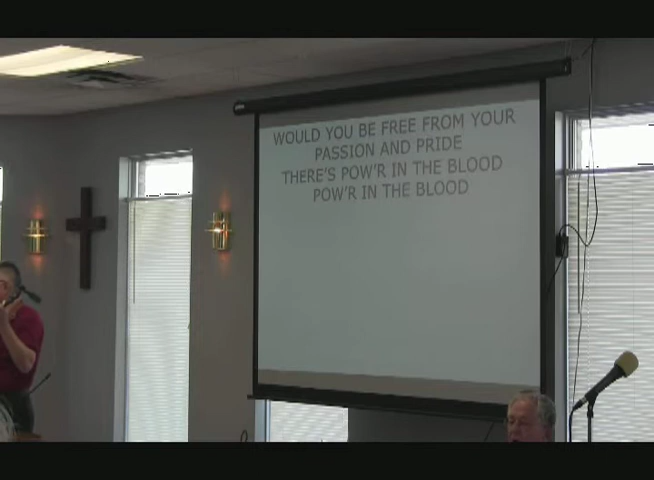 WOULD YOU BE FREE FROM YOUR
PASSION AND PRIDE
THERE'S POW'R IN THE BLOOD
POW'R IN THE BLOOD